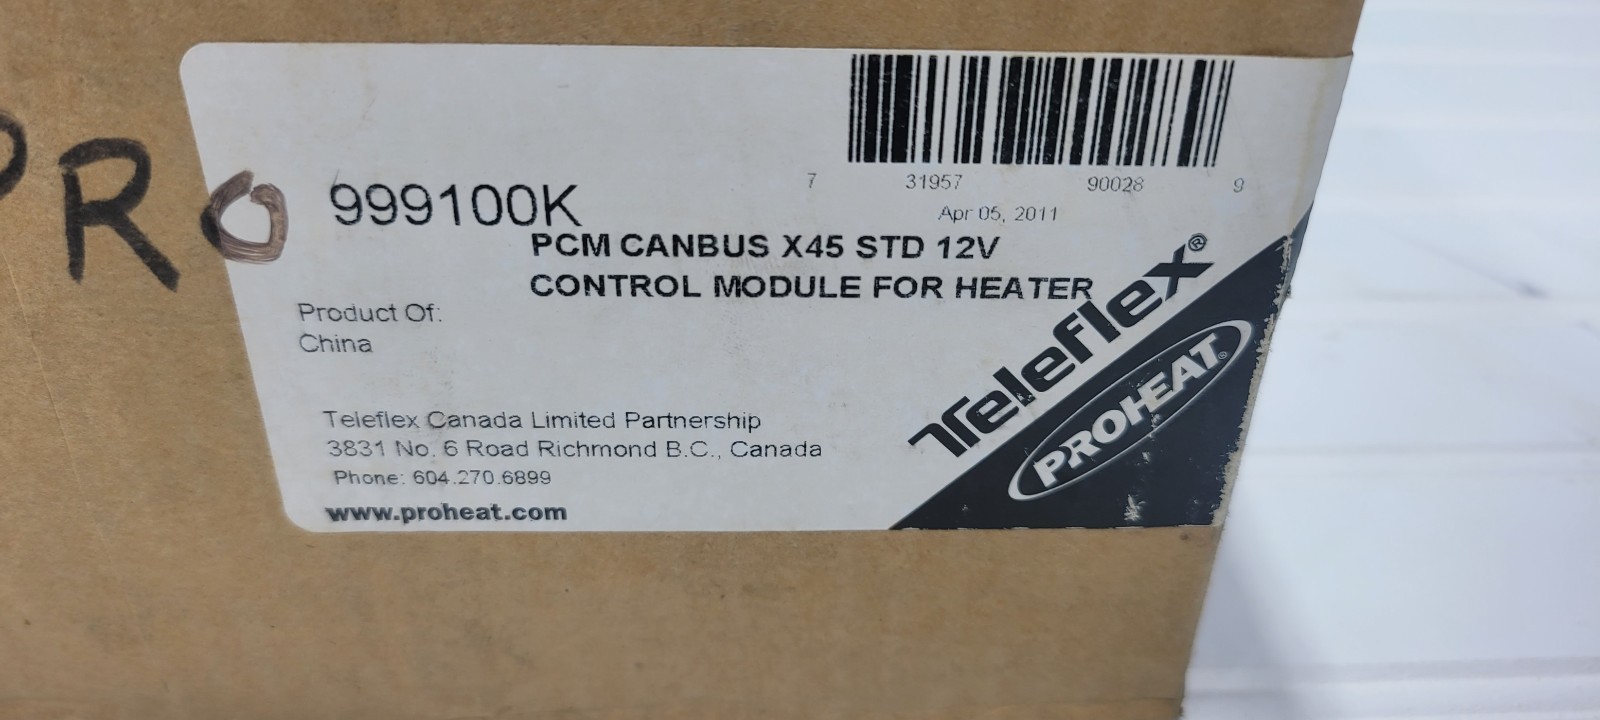 PRO
7 31957 90028 9
Apr 05, 2011
999100K
PCM CANBUS X45 STD 12V
CONTROL MODULE FOR HEATER
Product Of:
China
Teleflex Canada Limited Partnership
3831 No. 6 Road Richmond B.C., Canada
Phone: 604.270.6899
www.proheat.com
Teleflex®
PROHEAT®